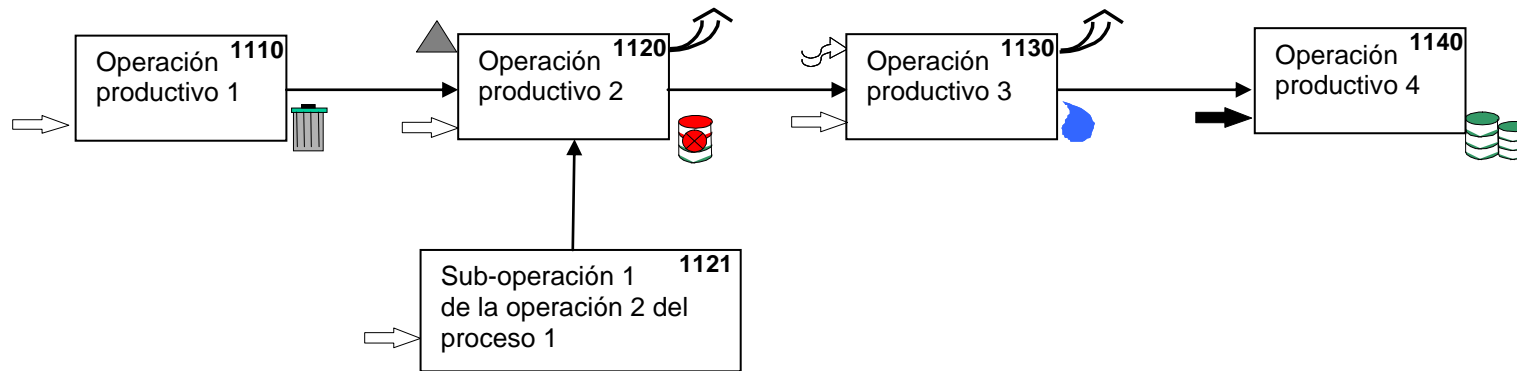 1110
Operación
productivo 1
1120
Operación
productivo 2
1130
Operación
productivo 3
1140
Operación
productivo 4
1121
Sub-operación 1
de la operación 2 del
proceso 1